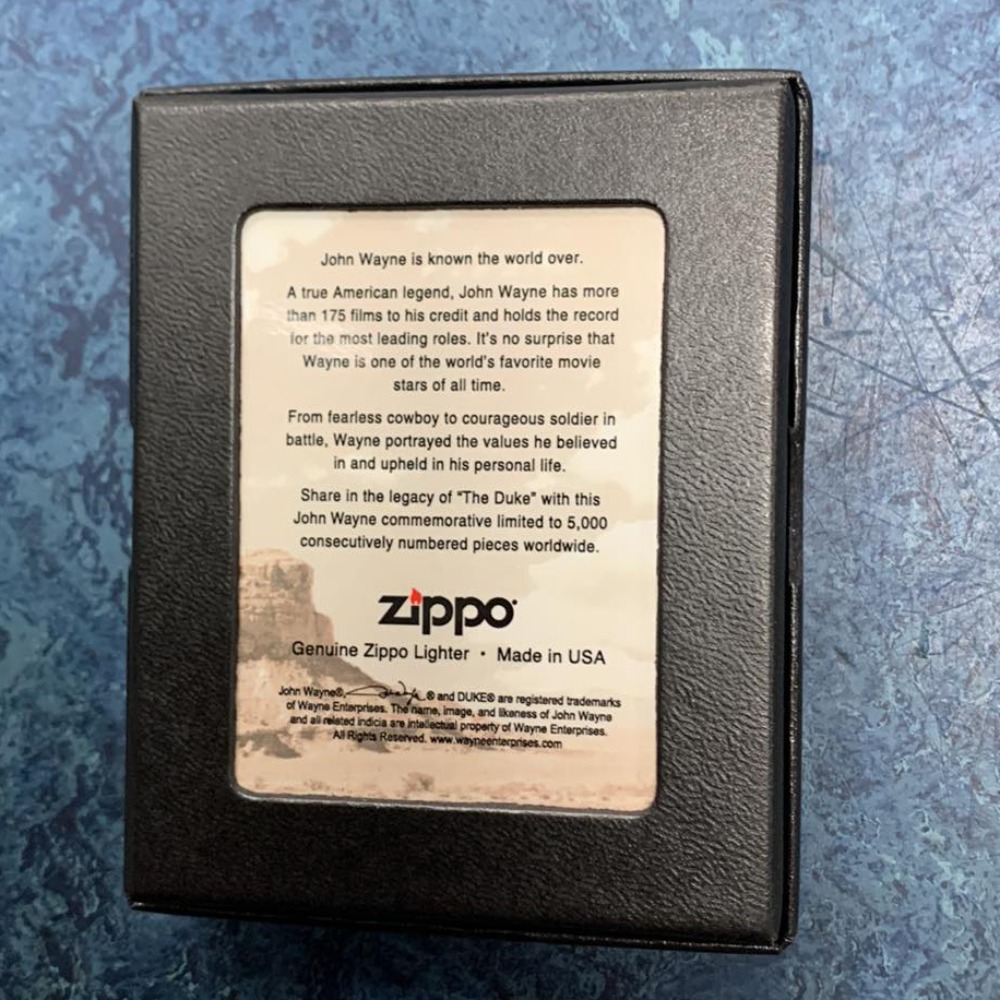 John Wayne is known the world over.
A true American legend, John Wayne has more
than 175 films to his credit and holds the record
for the most leading roles. It's no surprise that
Wayne is one of the world's favorite movie
stars of all time.
From fearless cowboy to courageous soldier in
battle, Wayne portrayed the values he believed
in and upheld in his personal life.
Share in the legacy of "The Duke" with this
John Wayne commemorative limited to 5,000
consecutively numbered pieces worldwide.
zippo
Genuine Zippo Lighter • Made in USA
John Wayne®, ® and DUKE® are registered trademarks
of Wayne Enterprises. The name, image, and likeness of John Wayne
and all related indicia are intellectual property of Wayne Enterprises.
All Rights Reserved. www.wayneenterprises.com